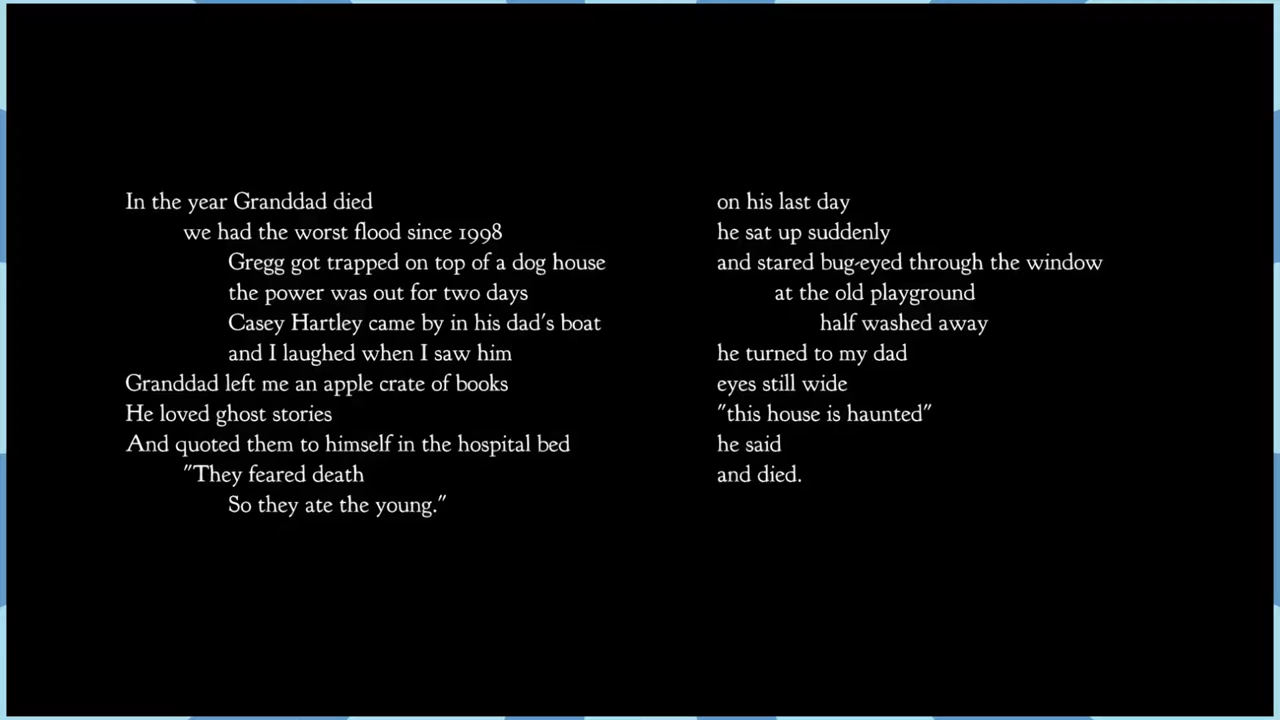 In the year Granddad died
we had the worst flood since 1998
Gregg got trapped on top of a dog house
the power was out for two days
Casey Hartley came by in his dad's boat
and I laughed when I saw him
Granddad left me an apple crate of books
He loved ghost stories
And quoted them to himself in the hospital bed
"They feared death
So they ate the young."
on his last day
he sat up suddenly
and stared bug-eyed through the window
at the old playground
half washed away
he turned to my dad
eyes still wide
"this house is haunted"
he said
and died.